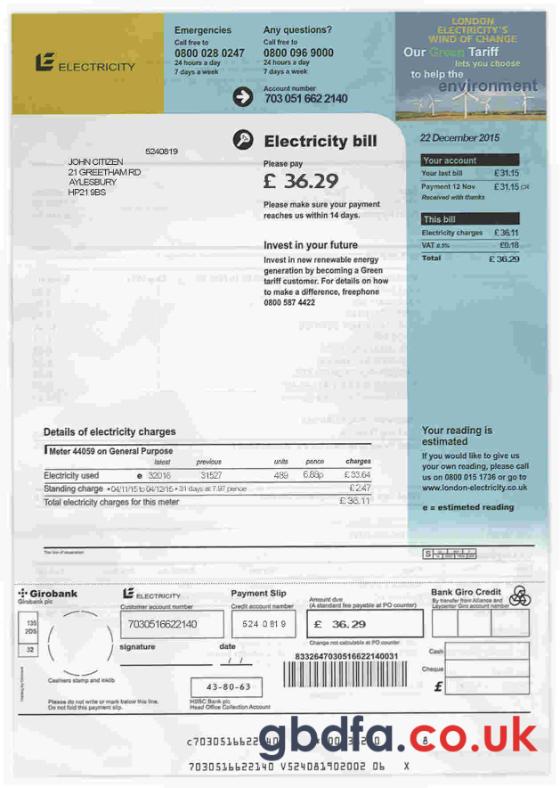 LE ELECTRICITY
Emergencies
Call free to
0800 028 0247
24 hours a day
7 days a week
Any questions?
Call free to
0800 096 9000
24 hours a day
7 days a week
Account number
703 051 662 2140
LONDON
ELECTRICITY'S
WIND OF CHANGE
Our Green Tariff
lets you choose
to help the
environment
5240819
JOHN CITIZEN
21 GREETHAM RD
AYLESBURY
HP21 9BS
Electricity bill
Please pay
£ 36.29
Please make sure your payment
reaches us within 14 days.
Invest in your future
Invest in new renewable energy
generation by becoming a Green
tariff customer. For details on how
to make a difference, freephone
0800 587 4422
22 December 2015
Your account
Your last bill £31.15
Payment 12 Nov £31.15 CR
Received with thanks
This bill
Electricity charges £36.11
VAT £0.18
Total £ 36.29
Details of electricity charges
Meter 44059 on General Purpose
latest previous units pence charges
Electricity used e 32016 31527 489 6.88p £33.64
Standing charge • 04/11/15 to 04/12/15 • 31 days at 7.97 pence £2.47
Total electricity charges for this meter £36.11
Your reading is
estimated
If you would like to give us
your own reading, please call
us on 0800 015 1736 or go to
www.london-electricity.co.uk
e = estimeted reading
S
Girobank
Girobank plc
135
2DS
32
Cashiers stamp and initials
Please do not write or mark below this line.
Do not fold this payment slip.
LE ELECTRICITY
Payment Slip
Customer account number
7030516622140
Credit account number
524 0819
Amount due
(A standard fee payable at PO counter)
£ 36.29
Change not calculable at PO counter
signature
date
/ /
8332647030516622140031
43-80-63
HSBC Bank plc
Head Office Collection Account
Bank Giro Credit
By transfer from Alliance and
Leycester Giro account number
Cash
Cheque
£
gbdfa.co.uk
7030516622140 V524081902002 06 X